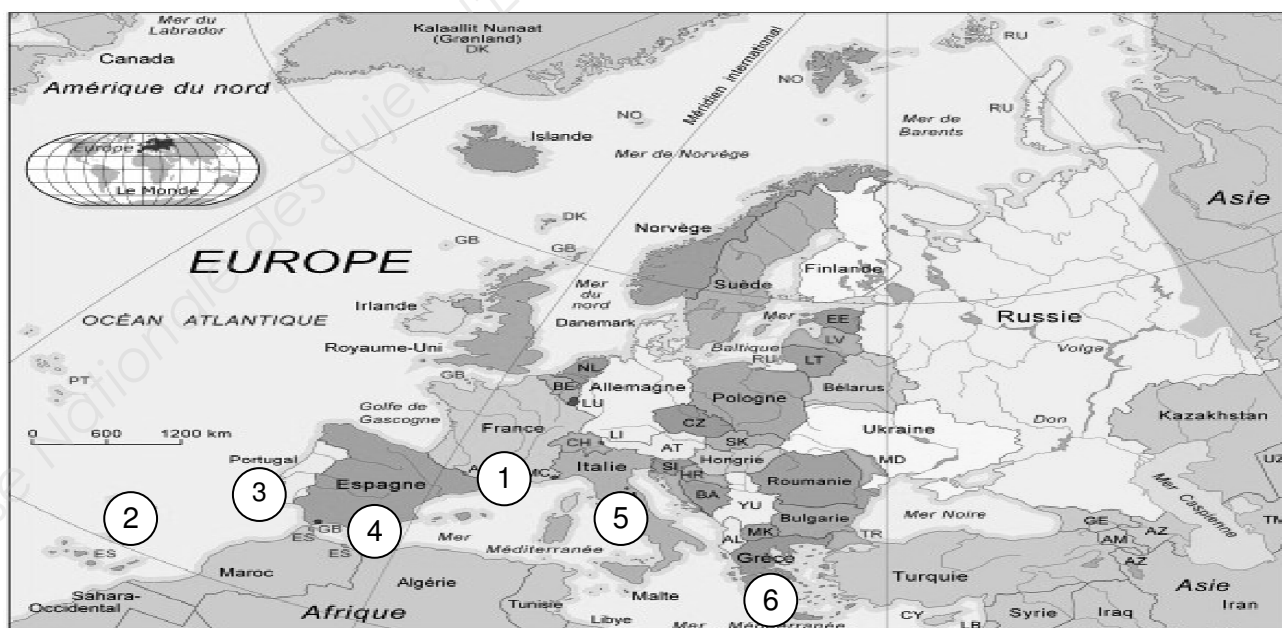 Mer du
Labrador
Canada
Amérique du nord
Kalaallit Nunaat
(Grønland)
DK
Méridien international
NO
RU
RU
Mer de
Barents
Asie
Europe
Le Monde
Islande
NO
Mer de Norvège
DK
GB
GB
Norvège
Finlande
Suède
EUROPE
OCÉAN ATLANTIQUE
Irlande
Royaume-Uni
Mer
du
nord
Danemark
Mer
Baltique
RU
EE
LV
LT
Russie
Volga
PT
GB
NL
BE
LU
Allemagne
Pologne
Bélarus
Golfe de
Gascogne
0 600 1200 km
France
CH
LI
AT
CZ
SK
Ukraine
Don
Kazakhstan
UZ
Portugal
Espagne
1
MC
Italie
SI
HR
Hongrie
MD
Roumanie
BA
YU
Bulgarie
Mer Noire
Mer Caspienne
TM
2
3
4
5
ES
ES
GB
ES
Mer
Méditerranée
AL
MK
TR
GE
AM
AZ
AZ
Grèce
6
Maroc
Algérie
Tunisie
Malte
Libye
Mer Méditerranée
Turquie
CY
LB
Syrie
Iraq
Iran
Asie
Sahara-
Occidental
Afrique